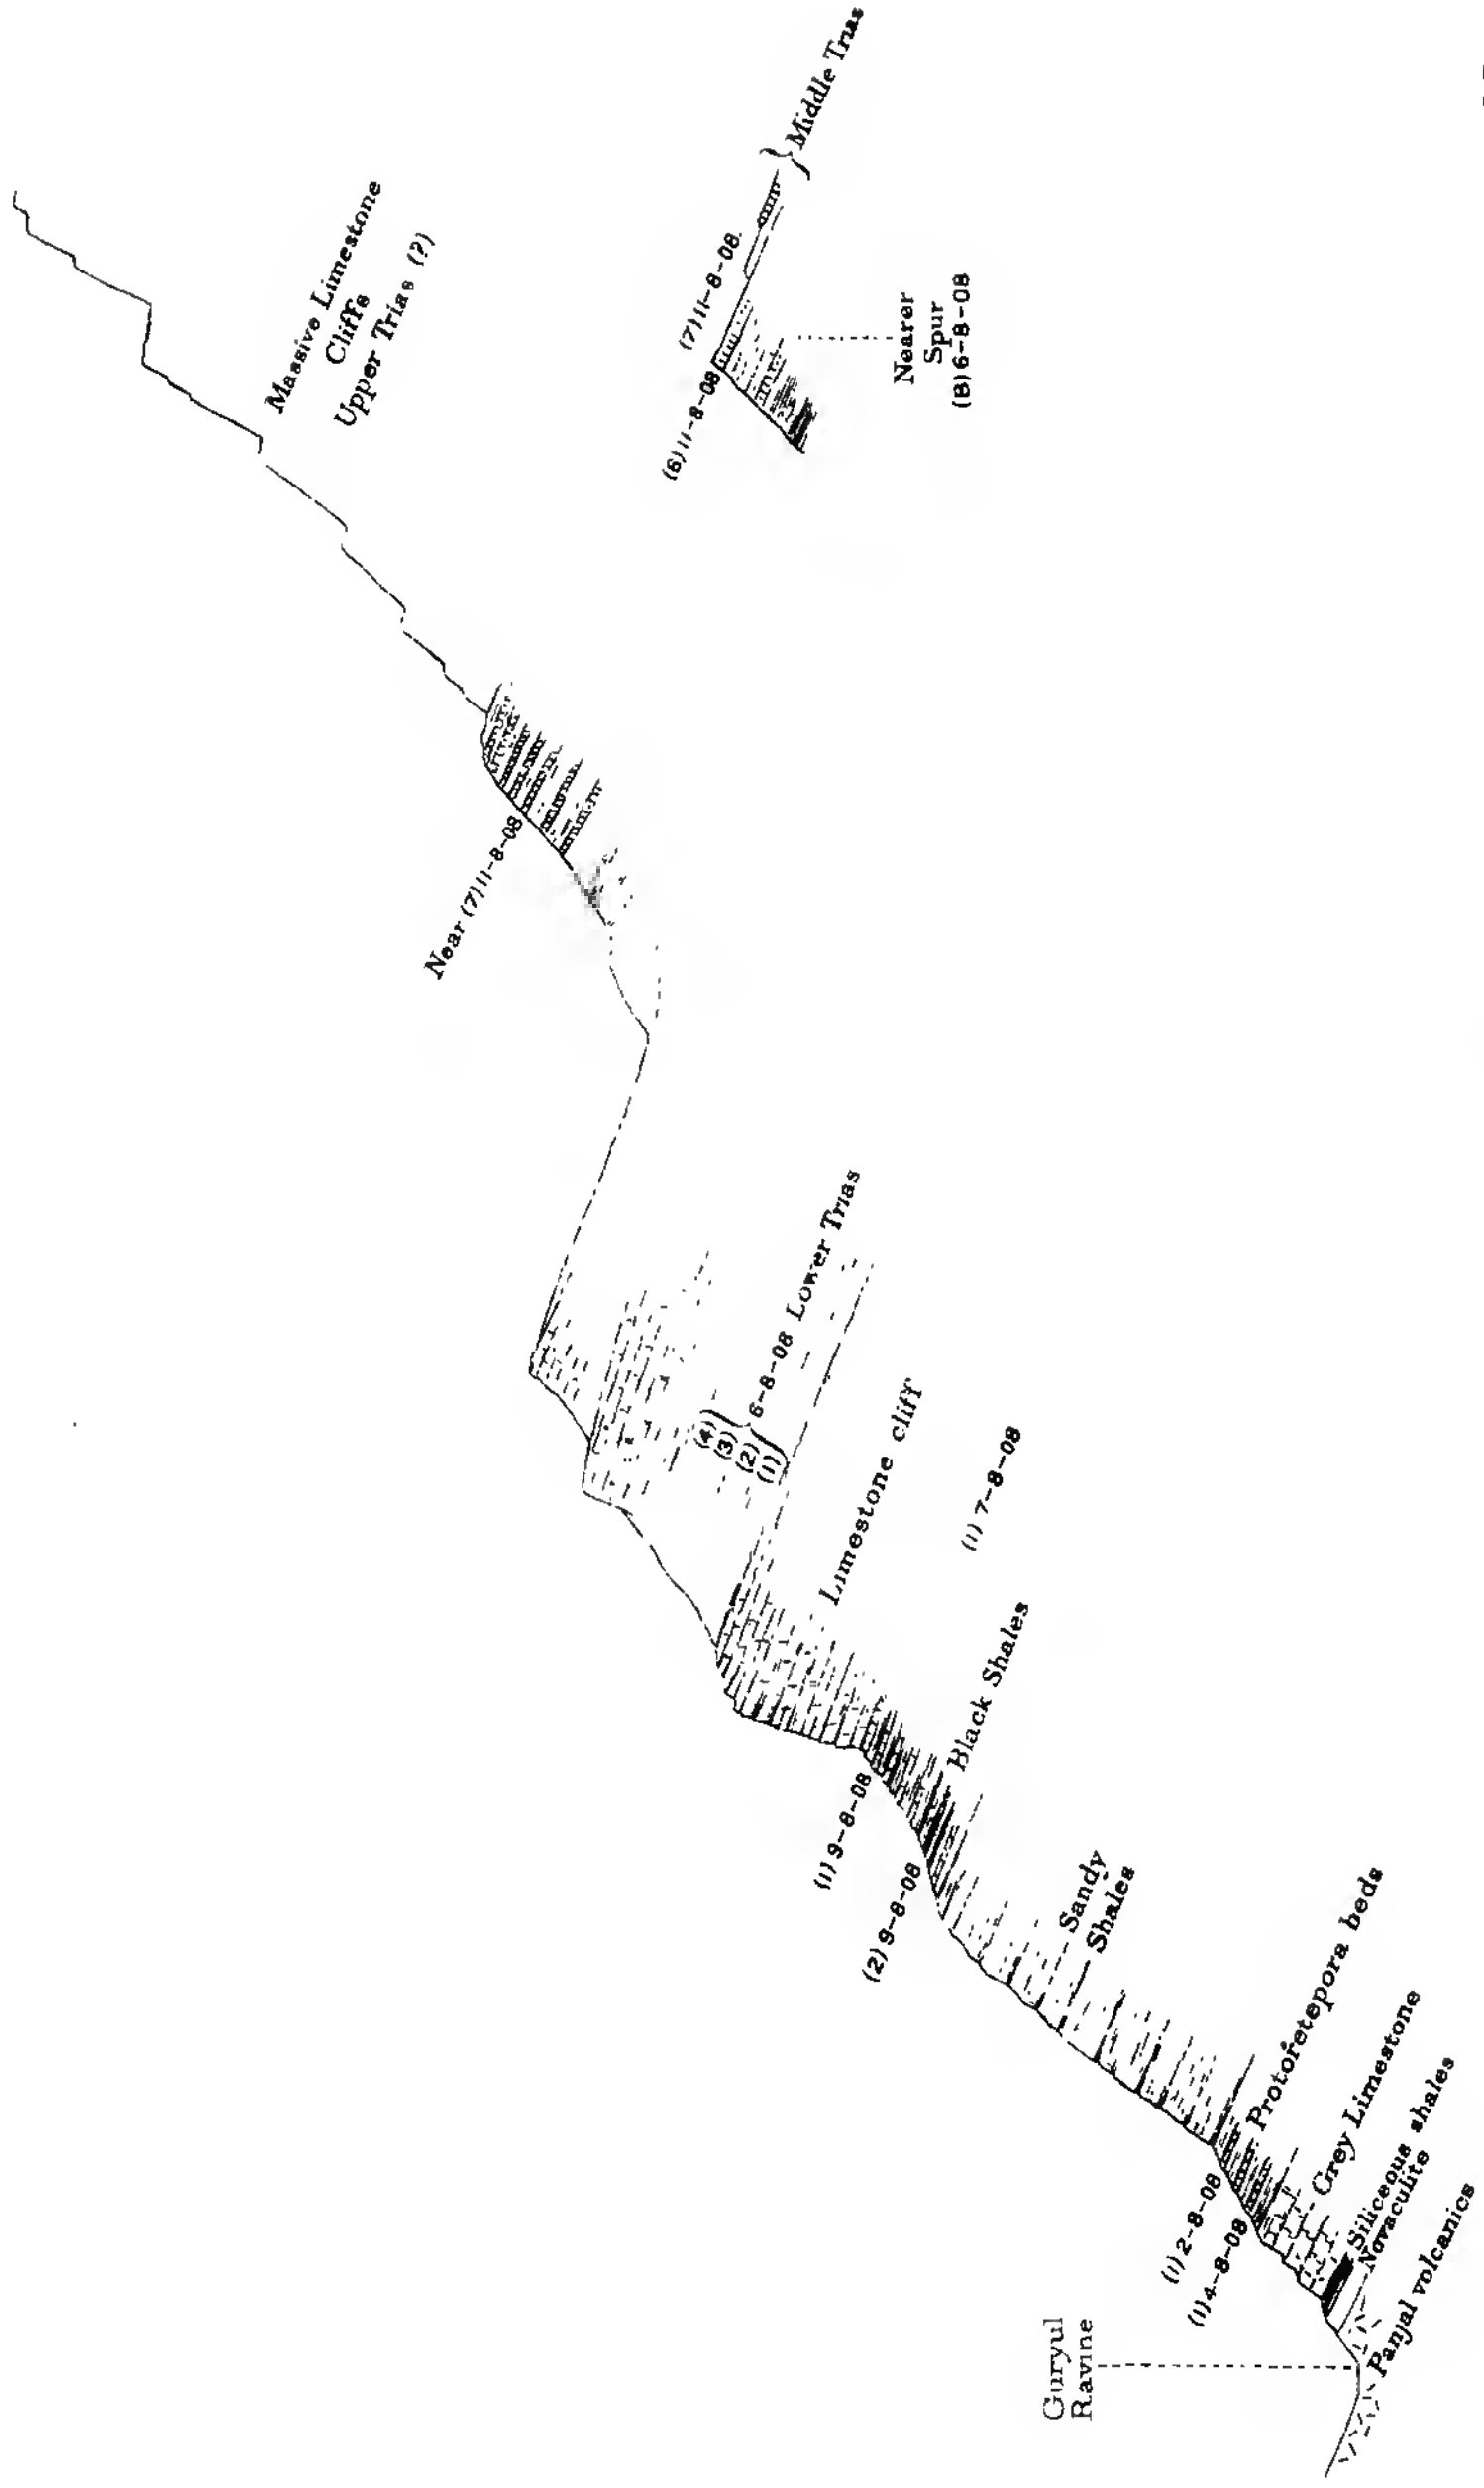 Massive Limestone
Cliffs
Upper Trias (?)
Middle Trias
(7) 11-8-08.
(6) 11-8-08
Nearer
Spur
(8) 6-8-08
Near (7) 11-8-08
(4)
(3)
(2)
(1)
6-8-08 Lower Trias
Limestone cliff
(1) 7-8-08
(1) 9-8-08
Black Shales
(2) 9-8-08
Sandy
Shales
Protoretepora beds
(1) 2-8-08
Grey Limestone
(1) 4-8-08
Siliceous shales
Novaculite
Panjal volcanics
Guryul
Ravine